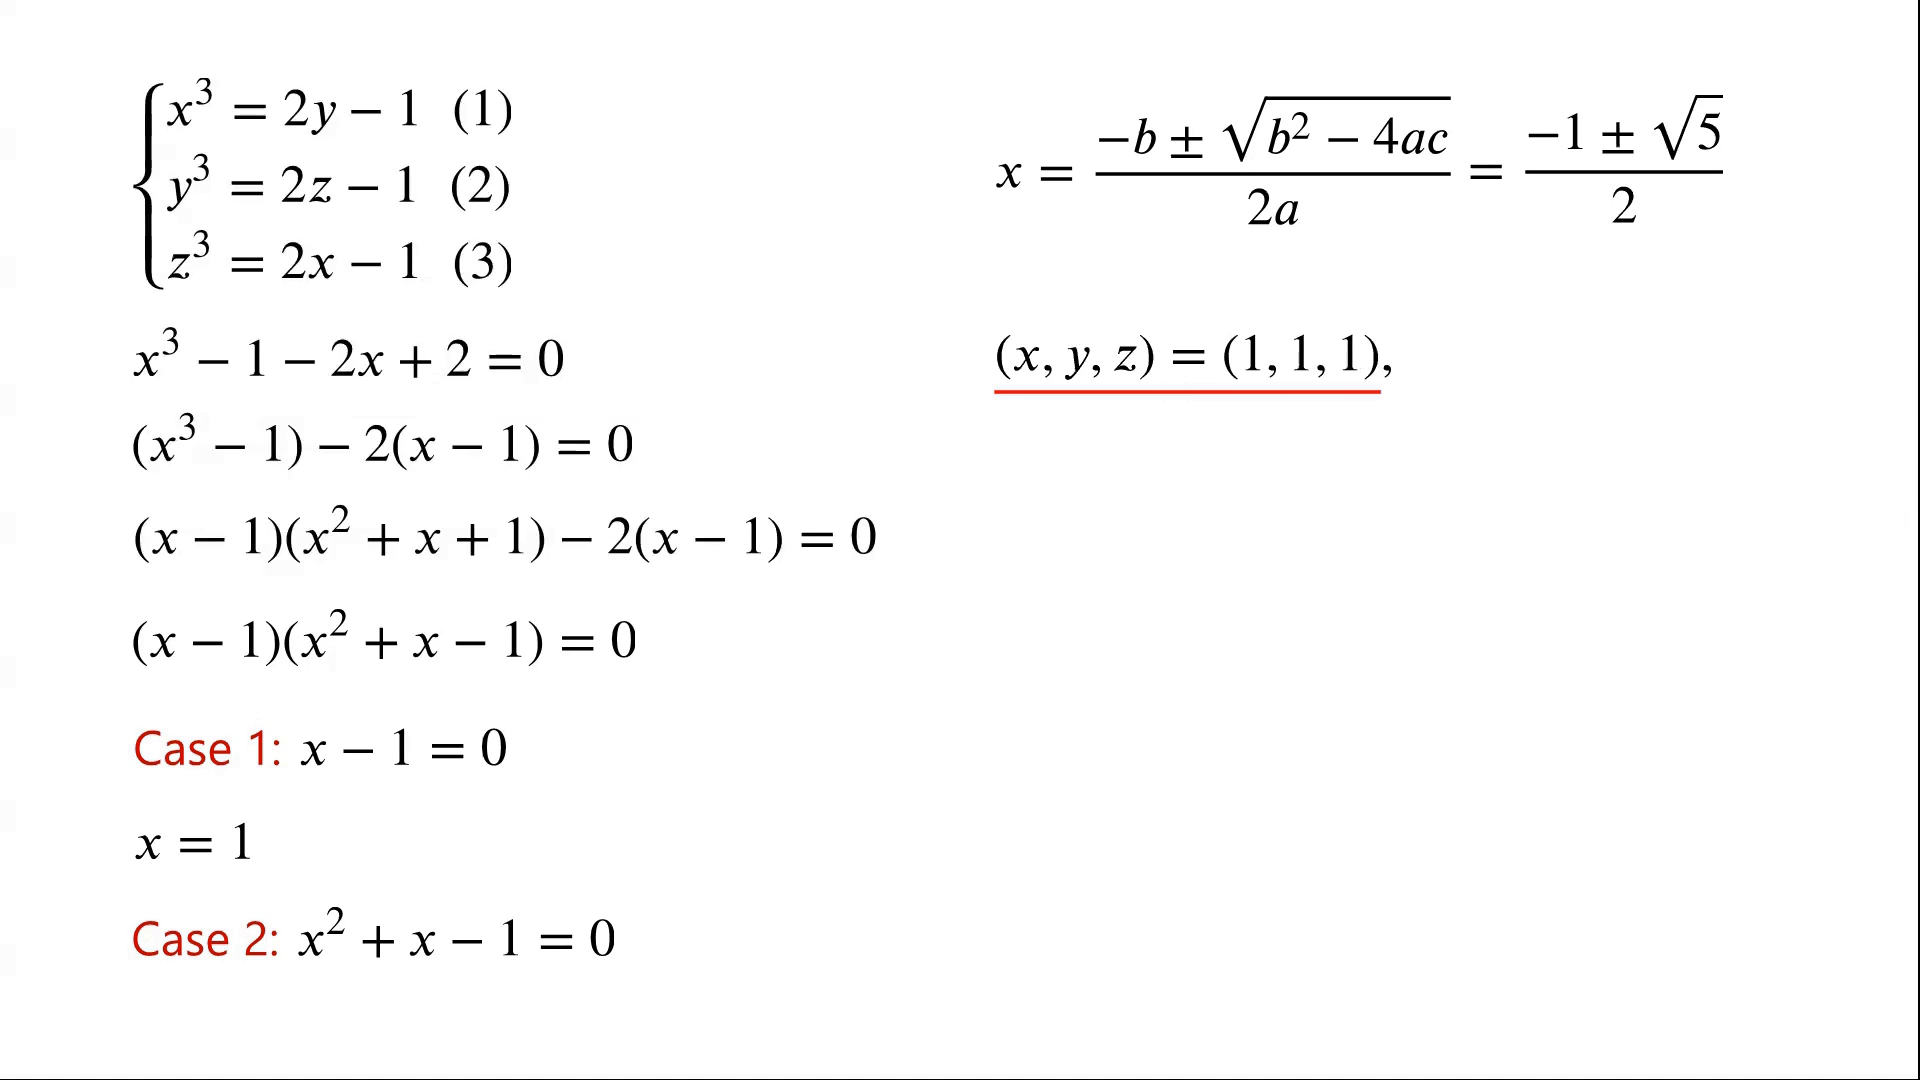 x³ = 2y − 1 (1)
y³ = 2z − 1 (2)
z³ = 2x − 1 (3)
x³ − 1 − 2x + 2 = 0
(x³ − 1) − 2(x − 1) = 0
(x − 1)(x² + x + 1) − 2(x − 1) = 0
(x − 1)(x² + x − 1) = 0
Case 1: x − 1 = 0
x = 1
Case 2: x² + x − 1 = 0
x = (−b ± √(b² − 4ac))/(2a) = (−1 ± √5)/2
(x, y, z) = (1, 1, 1),